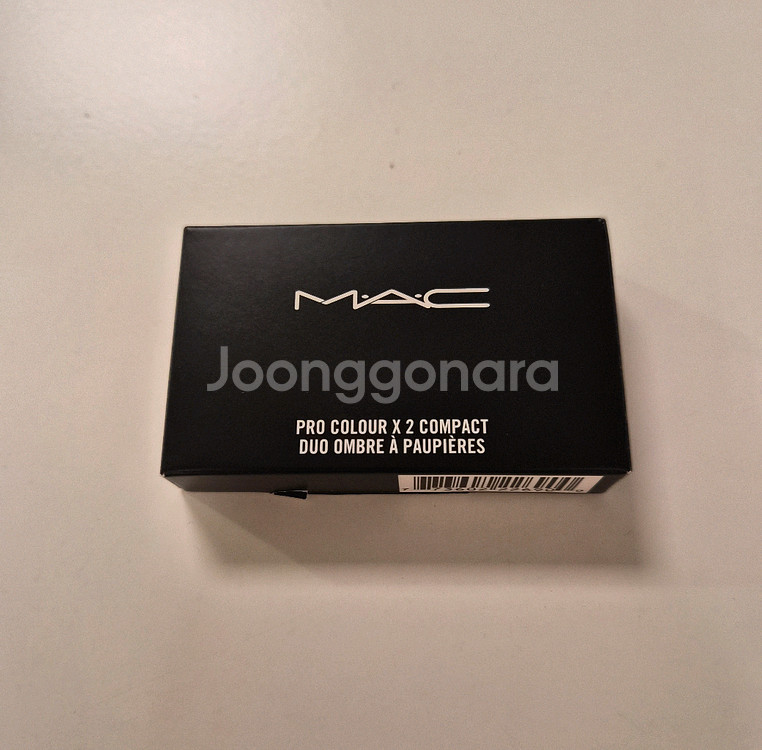 M·A·C
Joonggonara
PRO COLOUR X 2 COMPACT
DUO OMBRE À PAUPIÈRES